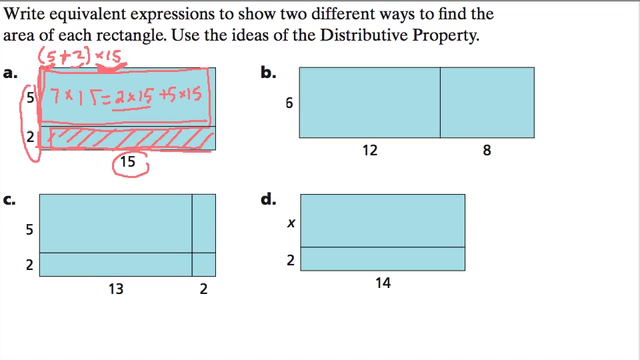 Write equivalent expressions to show two different ways to find the
area of each rectangle. Use the ideas of the Distributive Property.
(5+2)×15
a.
5
7×15=2×15+5×15
2
15
b.
6
12 8
c.
5
2
13 2
d.
x
2
14